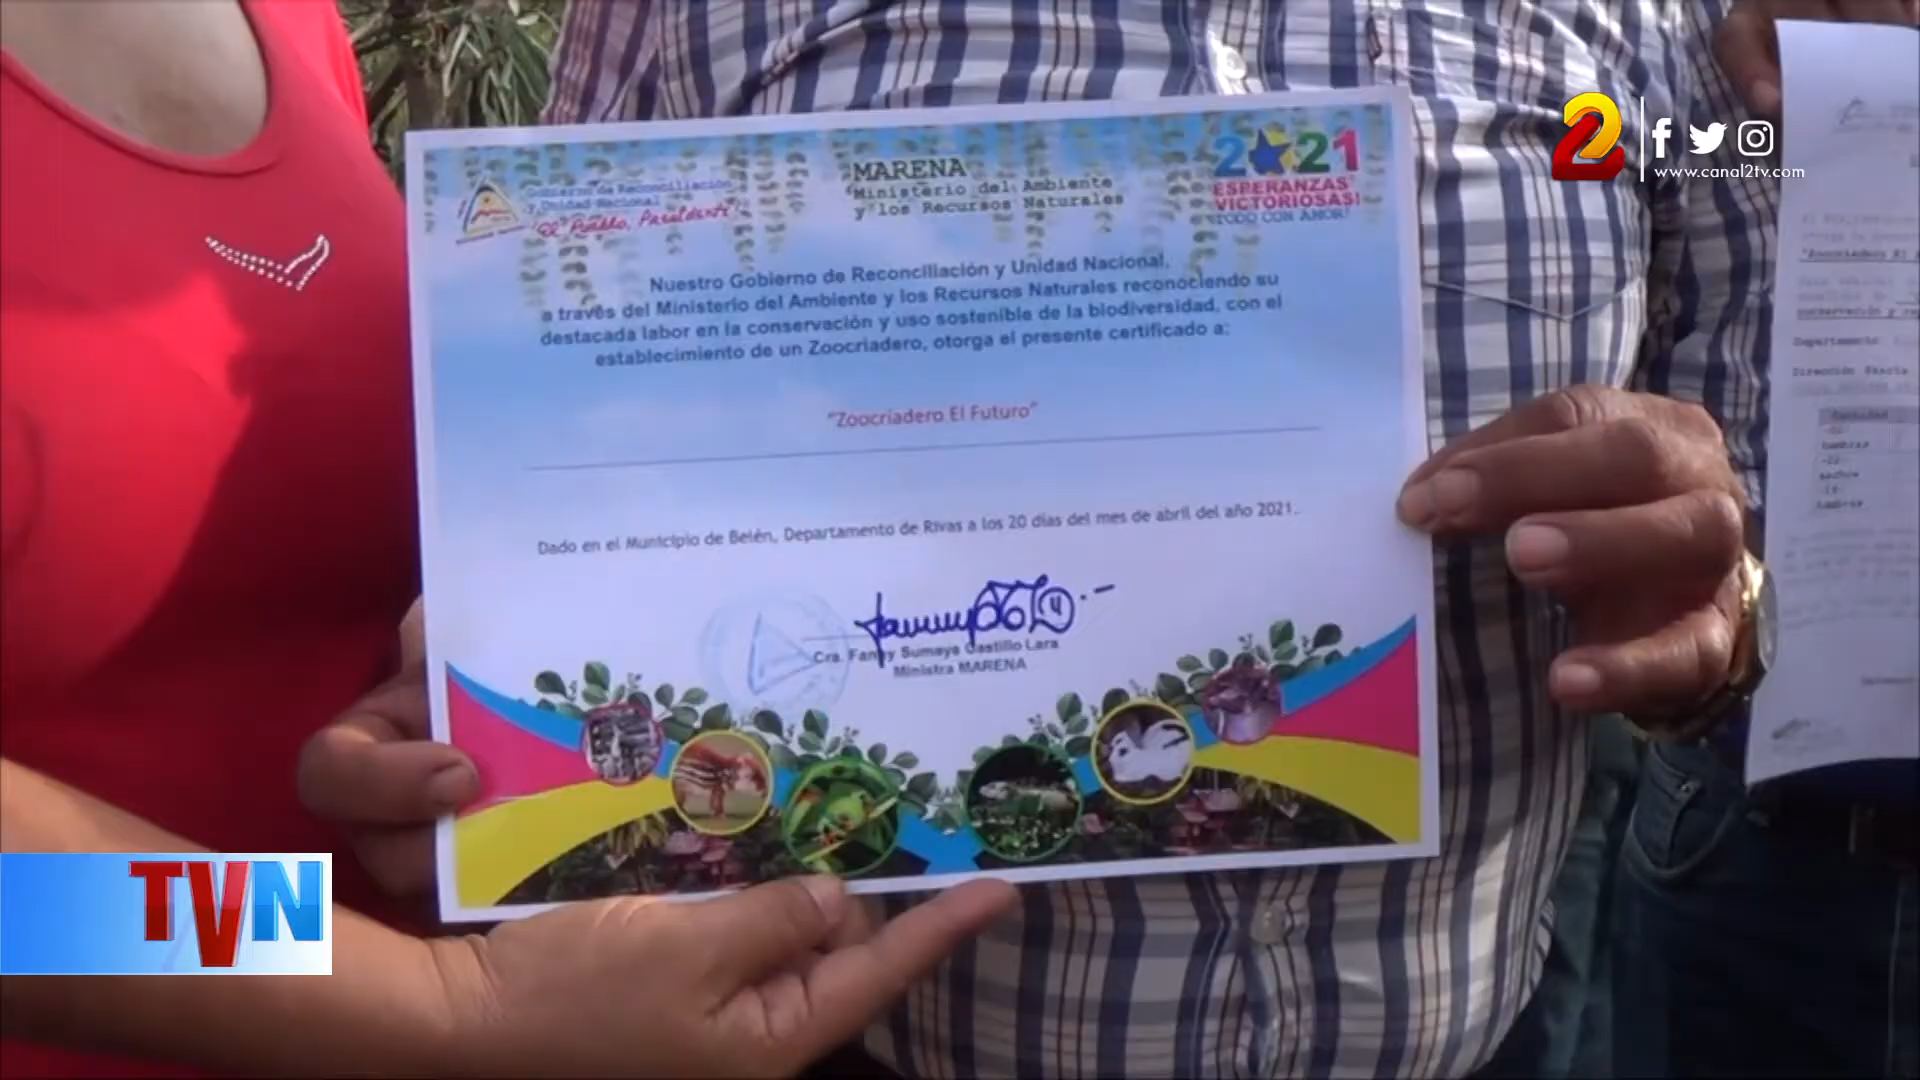 2
www.canal2tv.com
Gobierno de Reconciliación
y Unidad Nacional
El Pueblo, Presidente!
MARENA
Ministerio del Ambiente
y los Recursos Naturales
2021
ESPERANZAS
VICTORIOSAS!
TODO CON AMOR!
Nuestro Gobierno de Reconciliación y Unidad Nacional,
a través del Ministerio del Ambiente y los Recursos Naturales reconociendo su
destacada labor en la conservación y uso sostenible de la biodiversidad, con el
establecimiento de un Zoocriadero, otorga el presente certificado a:
"Zoocriadero El Futuro"
Dado en el Municipio de Belén, Departamento de Rivas a los 20 días del mes de abril del año 2021.
Cra. Fanny Sumaya Castillo Lara
Ministra MARENA
Departamento
Dirección Exacta
TVN